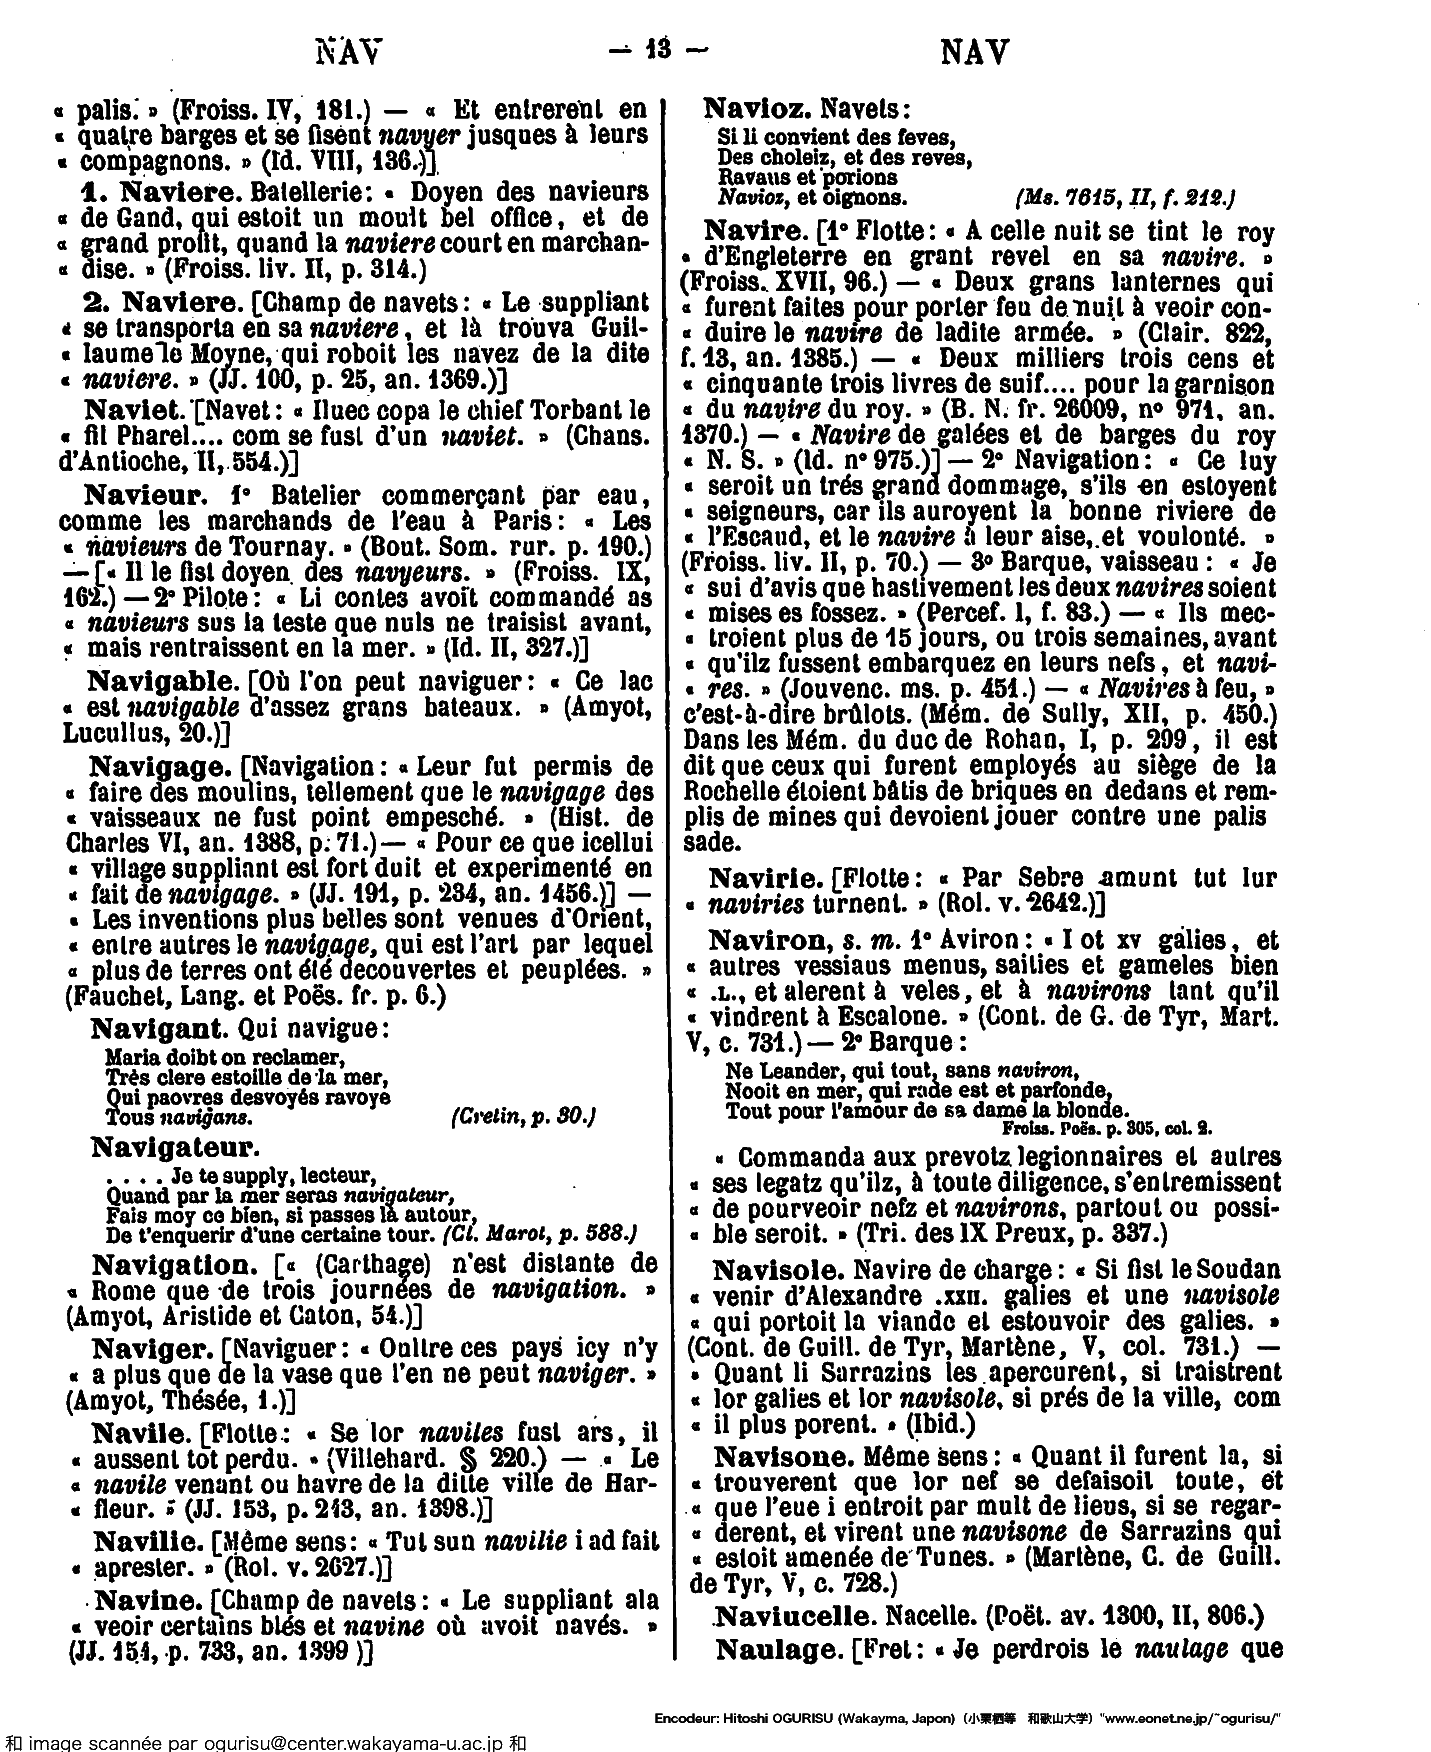 NAV — 13 — NAV
« palis. » (Froiss. IV, 181.) — « Et entrerent en
« quatre barges et se fisent navyer jusques à leurs
« compagnons. » (Id. VIII, 136.)]
1. Naviere. Batellerie : « Doyen des navieurs
« de Gand, qui estoit un moult bel office, et de
« grand profit, quand la naviere court en marchan-
« dise. » (Froiss. liv. II, p. 314.)
2. Naviere. [Champ de navets : « Le suppliant
« se transporta en sa naviere, et là trouva Guil-
« laume le Moyne, qui roboit les navez de la dite
« naviere. » (JJ. 100, p. 25, an. 1369.)]
Naviet. [Navet : « Iluec copa le chief Torbant le
« fil Pharel.... com se fust d'un naviet. » (Chans.
d'Antioche, II, 554.)]
Navieur. 1° Batelier commerçant par eau,
comme les marchands de l'eau à Paris : « Les
« navieurs de Tournay. » (Bout. Som. rur. p. 190.)
— [« Il le fist doyen des navyeurs. » (Froiss. IX,
162.) — 2° Pilote : « Li contes avoit commandé as
« navieurs sus la teste que nuls ne traisist avant,
« mais rentraissent en la mer. » (Id. II, 327.)]
Navigable. [Où l'on peut naviguer : « Ce lac
« est navigable d'assez grans bateaux. » (Amyot,
Lucullus, 20.)]
Navigage. [Navigation : « Leur fut permis de
« faire des moulins, tellement que le navigage des
« vaisseaux ne fust point empesché. » (Hist. de
Charles VI, an. 1388, p. 71.) — « Pour ce que icellui
« village suppliant est fort duit et experimenté en
« fait de navigage. » (JJ. 191, p. 234, an. 1456.)] —
« Les inventions plus belles sont venues d'Orient,
« entre autres le navigage, qui est l'art par lequel
« plus de terres ont été decouvertes et peuplées. »
(Fauchet, Lang. et Poës. fr. p. 6.)
Navigant. Qui navigue :
Maria doibt on reclamer,
Très clere estoille de la mer,
Qui paovres desvoyés ravoye
Tous navigans. (Cretin, p. 30.)
Navigateur.
. . . . Je te supply, lecteur,
Quand par la mer seras navigateur,
Fais moy ce bien, si passes là autour,
De t'enquerir d'une certaine tour. (Cl. Marot, p. 588.)
Navigation. [« (Carthage) n'est distante de
« Rome que de trois journées de navigation. »
(Amyot, Aristide et Caton, 54.)]
Naviger. [Naviguer : « Oultre ces pays icy n'y
« a plus que de la vase que l'en ne peut naviger. »
(Amyot, Thésée, 1.)]
Navile. [Flotte : « Se lor naviles fust ars, il
« aussent tot perdu. » (Villehard. § 220.) — « Le
« navile venant ou havre de la ditte ville de Har-
« fleur. » (JJ. 153, p. 213, an. 1398.)]
Navilie. [Même sens : « Tut sun navilie i ad fait
« aprester. » (Rol. v. 2627.)]
Navine. [Champ de navets : « Le suppliant ala
« veoir certains blés et navine où avoit navés. »
(JJ. 154, p. 733, an. 1399 )]
Navioz. Navets :
Si li convient des feves,
Des choleiz, et des reves,
Ravaus et porions
Navioz, et oignons. (Ms. 7615, II, f. 212.)
Navire. [1° Flotte : « A celle nuit se tint le roy
« d'Engleterre en grant revel en sa navire. »
(Froiss. XVII, 96.) — « Deux grans lanternes qui
« furent faites pour porter feu de nuit à veoir con-
« duire le navire de ladite armée. » (Clair. 822,
f. 13, an. 1385.) — « Deux milliers trois cens et
« cinquante trois livres de suif.... pour la garnison
« du navire du roy. » (B. N. fr. 26009, n° 971, an.
1370.) — « Navire de galées et de barges du roy
« N. S. » (Id. n° 975.)] — 2° Navigation : « Ce luy
« seroit un trés grand dommage, s'ils en estoyent
« seigneurs, car ils auroyent la bonne riviere de
« l'Escaud, et le navire à leur aise, et voulonté. »
(Froiss. liv. II, p. 70.) — 3° Barque, vaisseau : « Je
« sui d'avis que hastivement les deux navires soient
« mises es fossez. » (Percef. I, f. 83.) — « Ils mec-
« troient plus de 15 jours, ou trois semaines, avant
« qu'ilz fussent embarquez en leurs nefs, et navi-
« res. » (Jouvenc. ms. p. 451.) — « Navires à feu, »
c'est-à-dire brûlots. (Mém. de Sully, XII, p. 450.)
Dans les Mém. du duc de Rohan, I, p. 299, il est
dit que ceux qui furent employés au siège de la
Rochelle étoient bâtis de briques en dedans et rem-
plis de mines qui devoient jouer contre une palis
sade.
Navirie. [Flotte : « Par Sebre amunt tut lur
« naviries turnent. » (Rol. v. 2642.)]
Naviron, s. m. 1° Aviron : « I ot xv galies, et
« autres vessiaus menus, saities et gameles bien
« .L., et alerent à veles, et à navirons tant qu'il
« vindrent à Escalone. » (Cont. de G. de Tyr, Mart.
V, c. 731.) — 2° Barque :
Ne Leander, qui tout, sans naviron,
Nooit en mer, qui rade est et parfonde,
Tout pour l'amour de sa dame la blonde.
Froiss. Poës. p. 305, col. 2.
« Commanda aux prevotz legionnaires et autres
« ses legatz qu'ilz, à toute diligence, s'entremissent
« de pourveoir nefz et navirons, partout ou possi-
« ble seroit. » (Tri. des IX Preux, p. 337.)
Navisole. Navire de charge : « Si fist le Soudan
« venir d'Alexandre .XXII. galies et une navisole
« qui portoit la viande et estouvoir des galies. »
(Cont. de Guill. de Tyr, Martène, V, col. 731.) —
« Quant li Sarrazins les apercurent, si traistrent
« lor galies et lor navisole, si prés de la ville, com
« il plus porent. » (Ibid.)
Navisone. Même sens : « Quant il furent la, si
« trouverent que lor nef se defaisoit toute, et
« que l'eue i entroit par mult de lieus, si se regar-
« derent, et virent une navisone de Sarrazins qui
« estoit amenée de Tunes. » (Martène, C. de Guill.
de Tyr, V, c. 728.)
Naviucelle. Nacelle. (Poët. av. 1300, II, 806.)
Naulage. [Fret : « Je perdrois le naulage que
Encodeur: Hitoshi OGURISU (Wakayma, Japon) (小栗栖等 和歌山大学) "www.eonet.ne.jp/~ogurisu/"
和 image scannée par ogurisu@center.wakayama-u.ac.jp 和